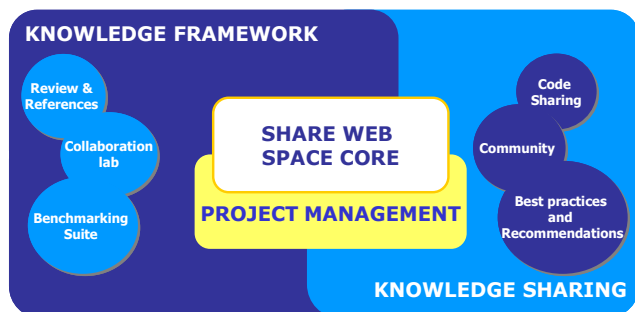 KNOWLEDGE FRAMEWORK
Review &
References
Collaboration
lab
Benchmarking
Suite
SHARE WEB
SPACE CORE
PROJECT MANAGEMENT
Code
Sharing
Community
Best practices
and
Recommendations
KNOWLEDGE SHARING